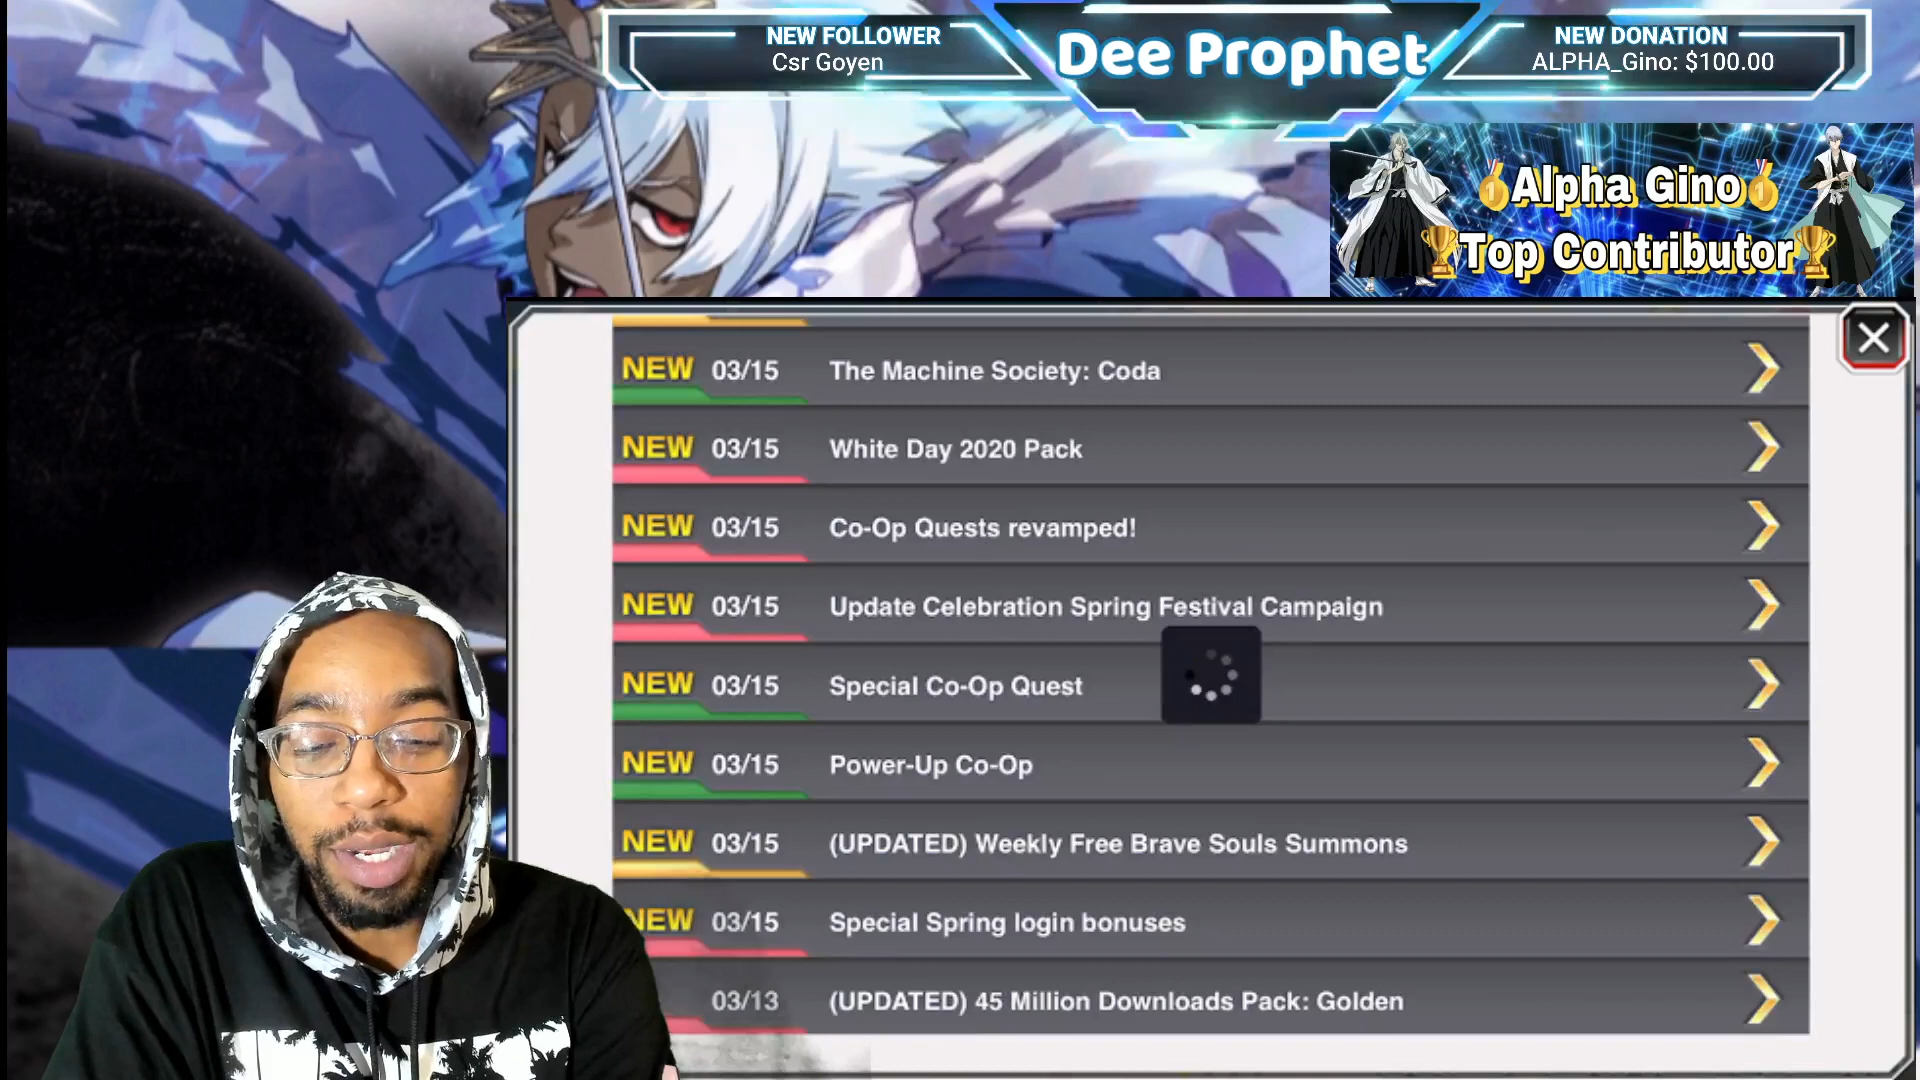 NEW FOLLOWER
Csr Goyen
Dee Prophet
NEW DONATION
ALPHA_Gino: $100.00
1 Alpha Gino 1
Top Contributor
NEW 03/15 The Machine Society: Coda
NEW 03/15 White Day 2020 Pack
NEW 03/15 Co-Op Quests revamped!
NEW 03/15 Update Celebration Spring Festival Campaign
NEW 03/15 Special Co-Op Quest
NEW 03/15 Power-Up Co-Op
NEW 03/15 (UPDATED) Weekly Free Brave Souls Summons
NEW 03/15 Special Spring login bonuses
03/13 (UPDATED) 45 Million Downloads Pack: Golden